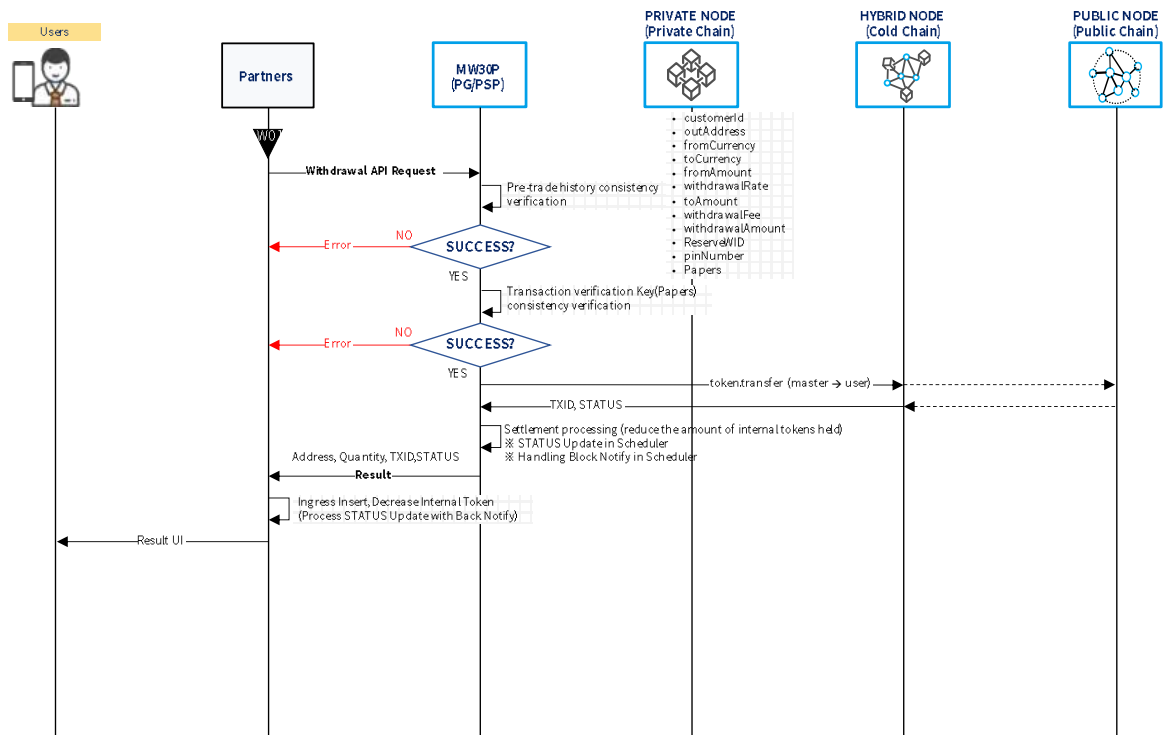 Users
Partners
MW30P
(PG/PSP)
PRIVATE NODE
(Private Chain)
HYBRID NODE
(Cold Chain)
PUBLIC NODE
(Public Chain)
• customerId
• outAddress
• fromCurrency
• toCurrency
• fromAmount
• withdrawalRate
• toAmount
• withdrawalFee
• withdrawalAmount
• ReserveWID
• pinNumber
• Papers
Withdrawal API Request
Pre-trade history consistency
verification
NO
Error
SUCCESS?
YES
Transaction verification Key(Papers)
consistency verification
NO
Error
SUCCESS?
YES
token.transfer (master → user)
TXID, STATUS
Settlement processing (reduce the amount of internal tokens held)
※ STATUS Update in Scheduler
※ Handling Block Notify in Scheduler
Address, Quantity, TXID,STATUS
Result
Ingress Insert, Decrease Internal Token
(Process STATUS Update with Back Notify)
Result UI